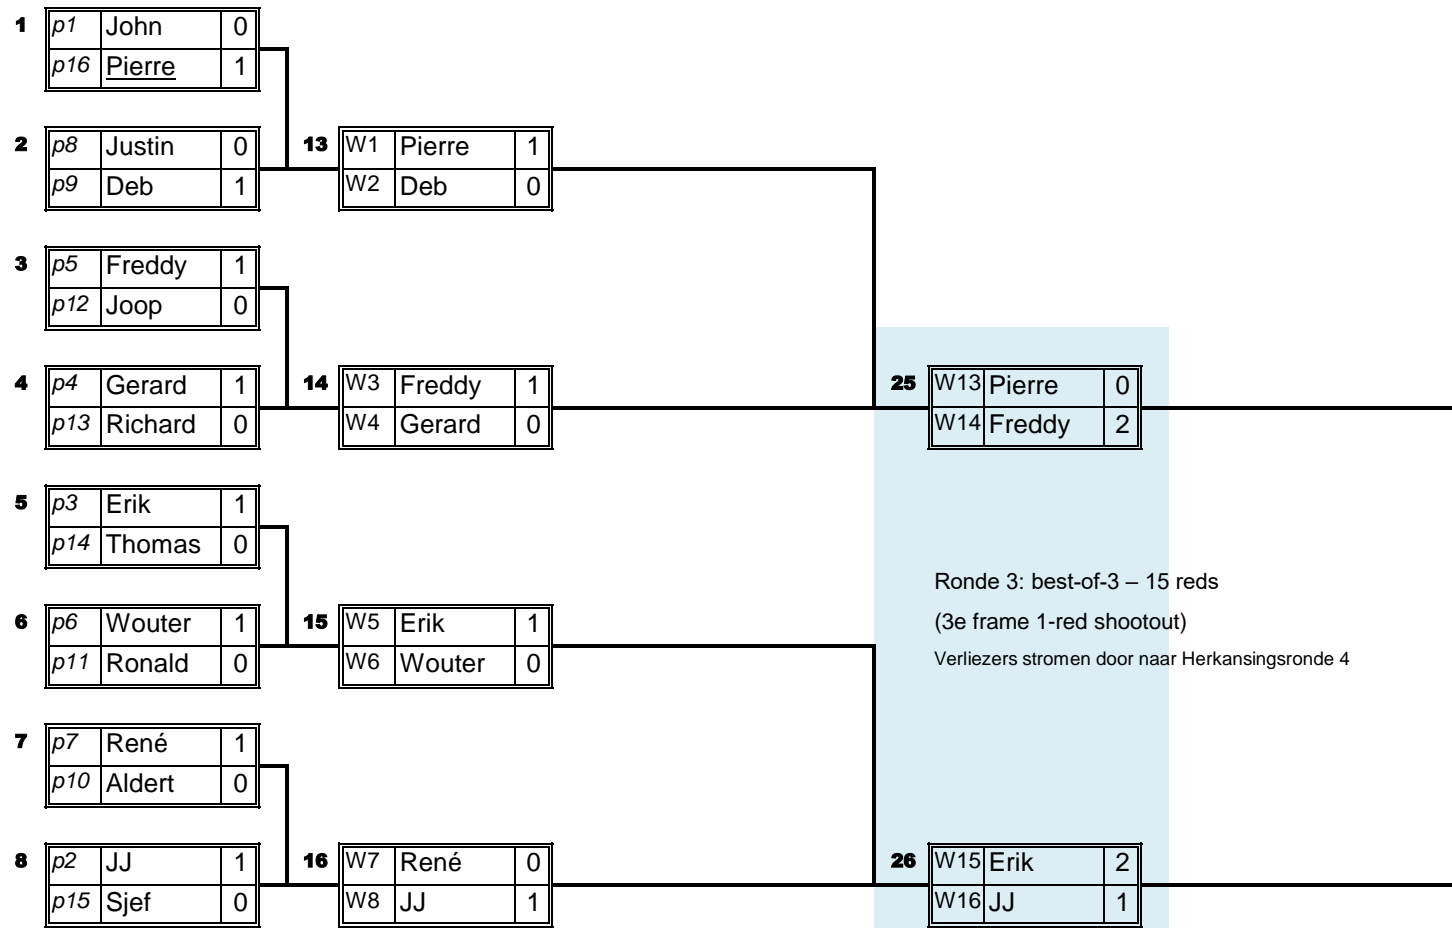 1 p1 John 0
p16 Pierre 1
2 p8 Justin 0 13 W1 Pierre 1
p9 Deb 1 W2 Deb 0
3 p5 Freddy 1
p12 Joop 0
4 p4 Gerard 1 14 W3 Freddy 1 25 W13 Pierre 0
p13 Richard 0 W4 Gerard 0 W14 Freddy 2
5 p3 Erik 1
p14 Thomas 0
Ronde 3: best-of-3 – 15 reds
6 p6 Wouter 1 15 W5 Erik 1 (3e frame 1-red shootout)
p11 Ronald 0 W6 Wouter 0 Verliezers stromen door naar Herkansingsronde 4
7 p7 René 1
p10 Aldert 0
8 p2 JJ 1 16 W7 René 0 26 W15 Erik 2
p15 Sjef 0 W8 JJ 1 W16 JJ 1